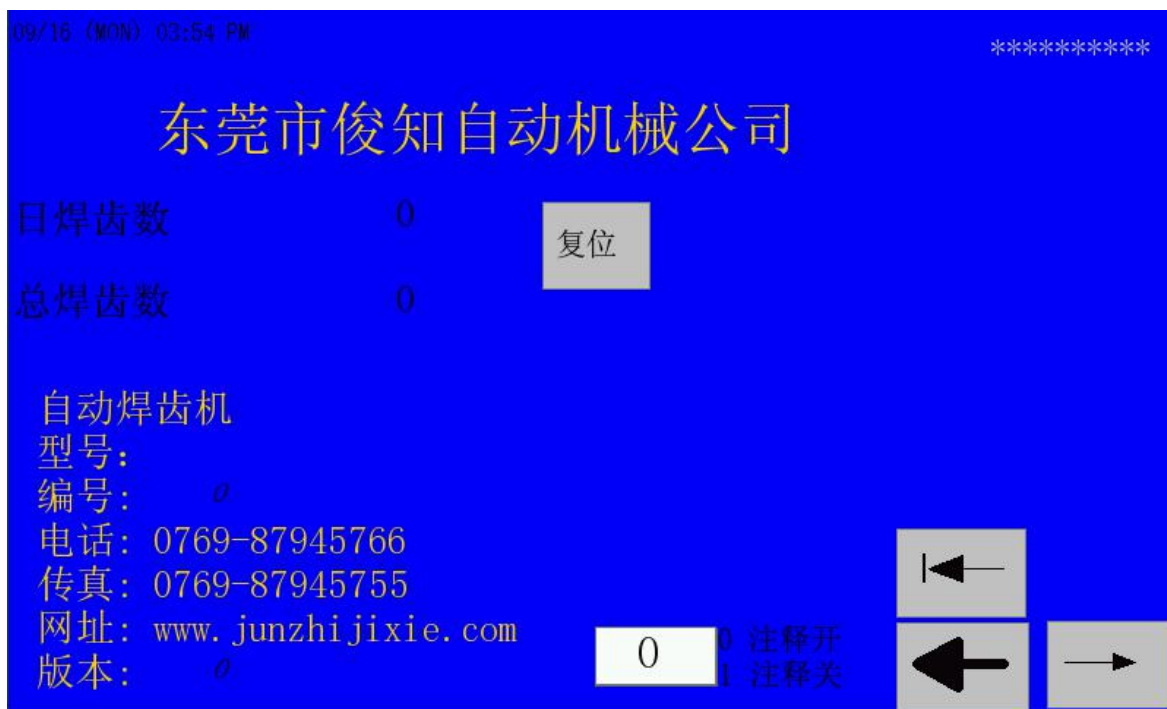 09/16 (MON) 03:54 PM
**********
东莞市俊知自动机械公司
日焊齿数 0
复位
总焊齿数 0
自动焊齿机
型号:
编号: 0
电话: 0769-87945766
传真: 0769-87945755
网址: www.junzhijixie.com
版本: 0
0
0 注释开
1 注释关